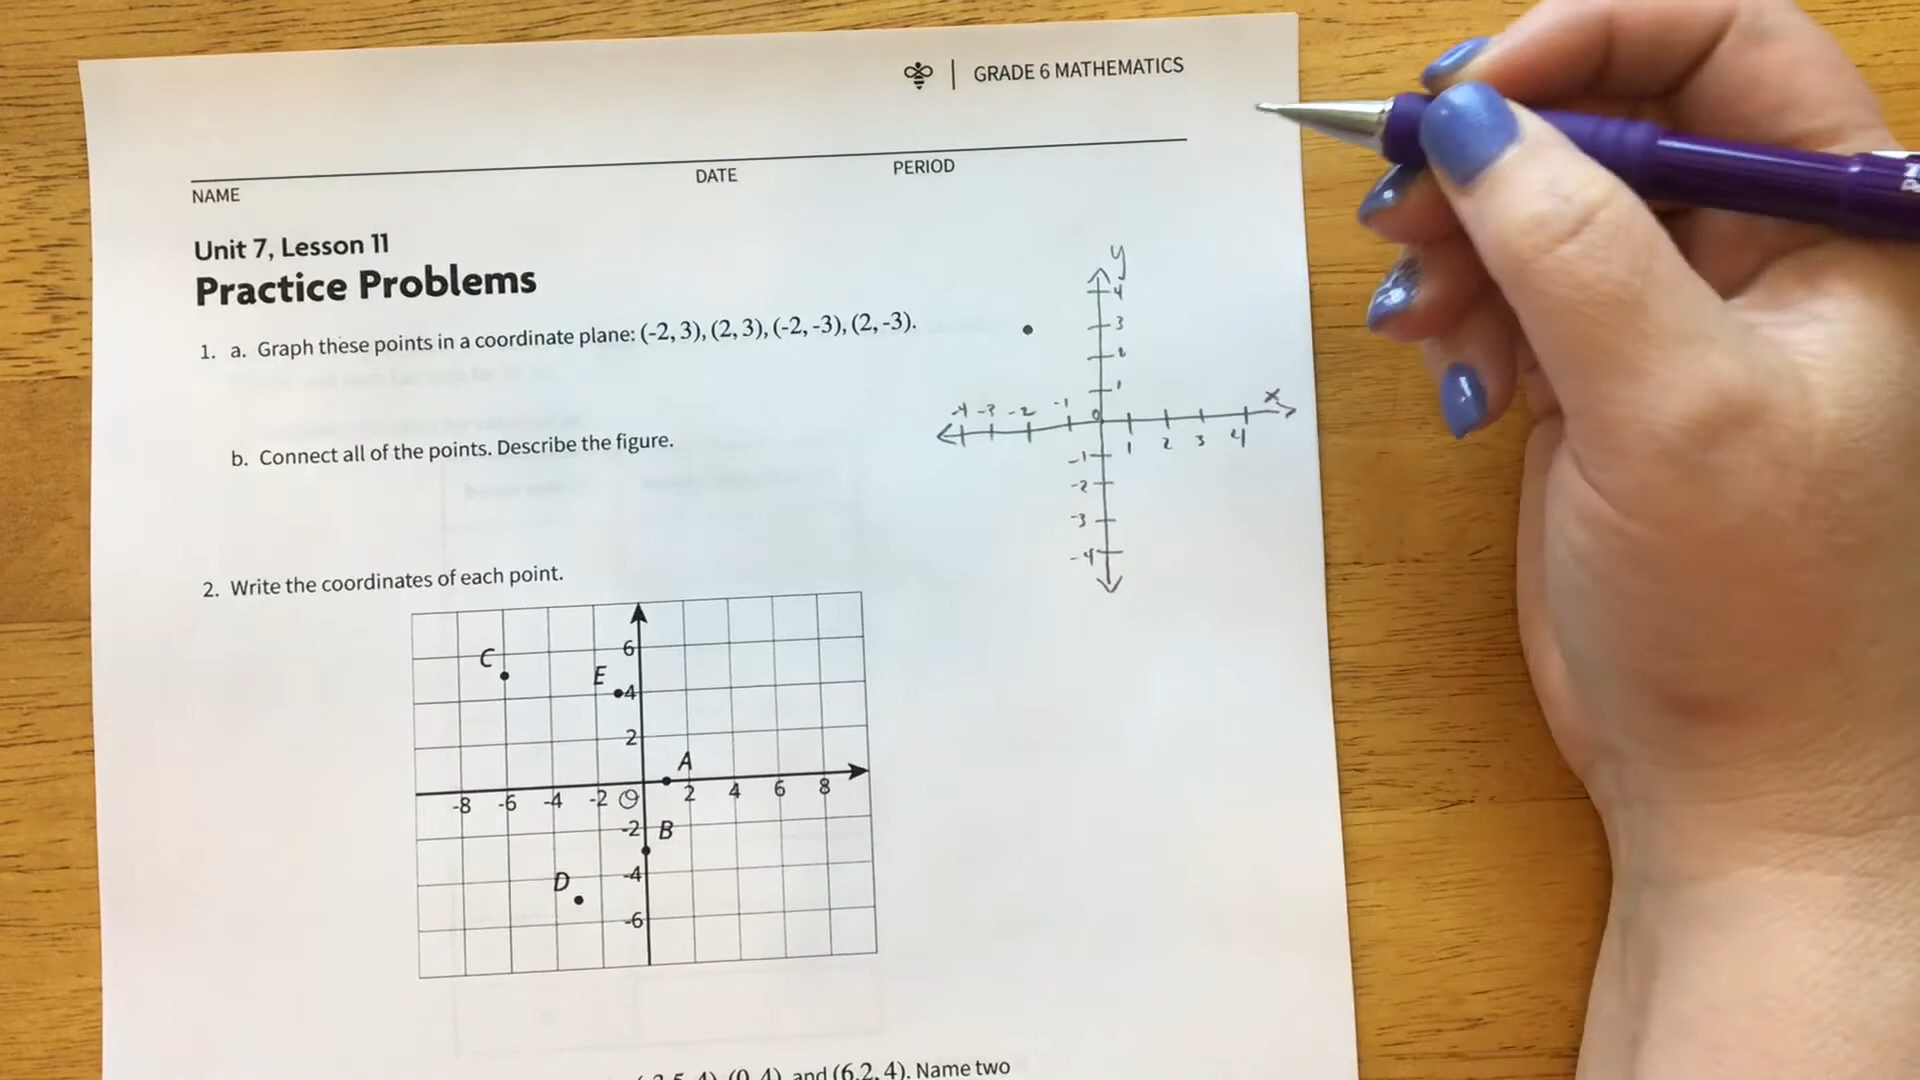 GRADE 6 MATHEMATICS
NAME DATE PERIOD
Unit 7, Lesson 11
Practice Problems
1. a. Graph these points in a coordinate plane: (-2, 3), (2, 3), (-2, -3), (2, -3).
y
4
3
2
1
-4 -3 -2 -1 0 x
1 2 3 4
-1
-2
-3
-4
b. Connect all of the points. Describe the figure.
2. Write the coordinates of each point.
C 6
E 4
2
A
-8 -6 -4 -2 O 2 4 6 8
-2 B
D -4
-6
and (6.2, 4). Name two